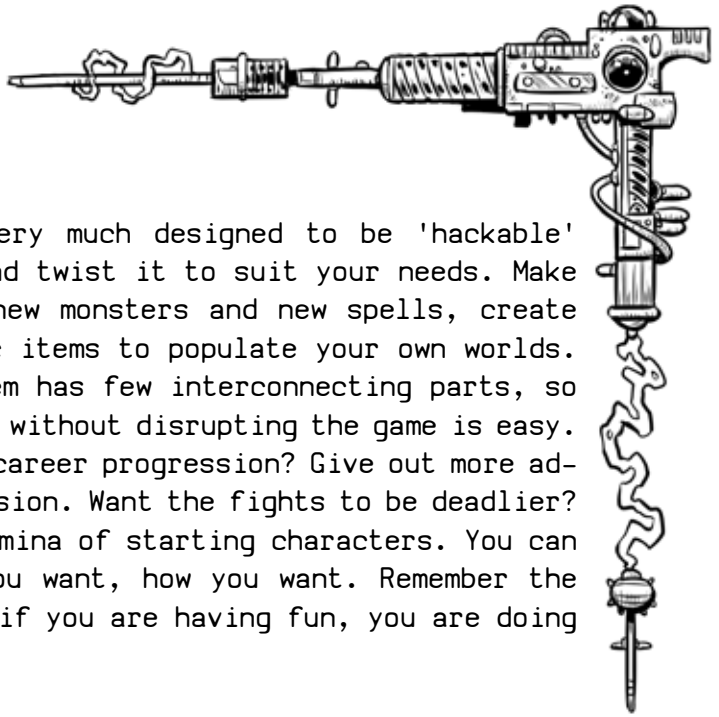 ery much designed to be 'hackable'
nd twist it to suit your needs. Make
new monsters and new spells, create
c items to populate your own worlds.
em has few interconnecting parts, so
without disrupting the game is easy.
career progression? Give out more ad-
sion. Want the fights to be deadlier?
mina of starting characters. You can
ou want, how you want. Remember the
if you are having fun, you are doing